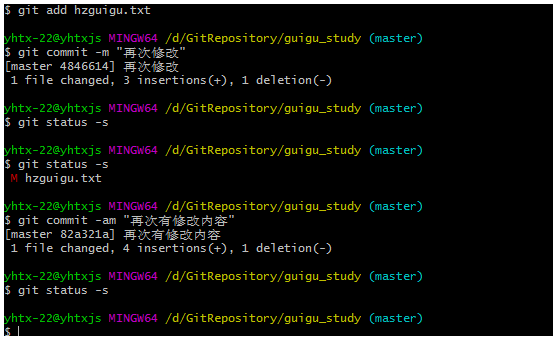 $ git add hzguigu.txt
yhtx-22@yhtxjs MINGW64 /d/GitRepository/guigu_study (master)
$ git commit -m "再次修改"
[master 4846614] 再次修改
 1 file changed, 3 insertions(+), 1 deletion(-)
yhtx-22@yhtxjs MINGW64 /d/GitRepository/guigu_study (master)
$ git status -s
yhtx-22@yhtxjs MINGW64 /d/GitRepository/guigu_study (master)
$ git status -s
 M hzguigu.txt
yhtx-22@yhtxjs MINGW64 /d/GitRepository/guigu_study (master)
$ git commit -am "再次有修改内容"
[master 82a321a] 再次有修改内容
 1 file changed, 4 insertions(+), 1 deletion(-)
yhtx-22@yhtxjs MINGW64 /d/GitRepository/guigu_study (master)
$ git status -s
yhtx-22@yhtxjs MINGW64 /d/GitRepository/guigu_study (master)
$